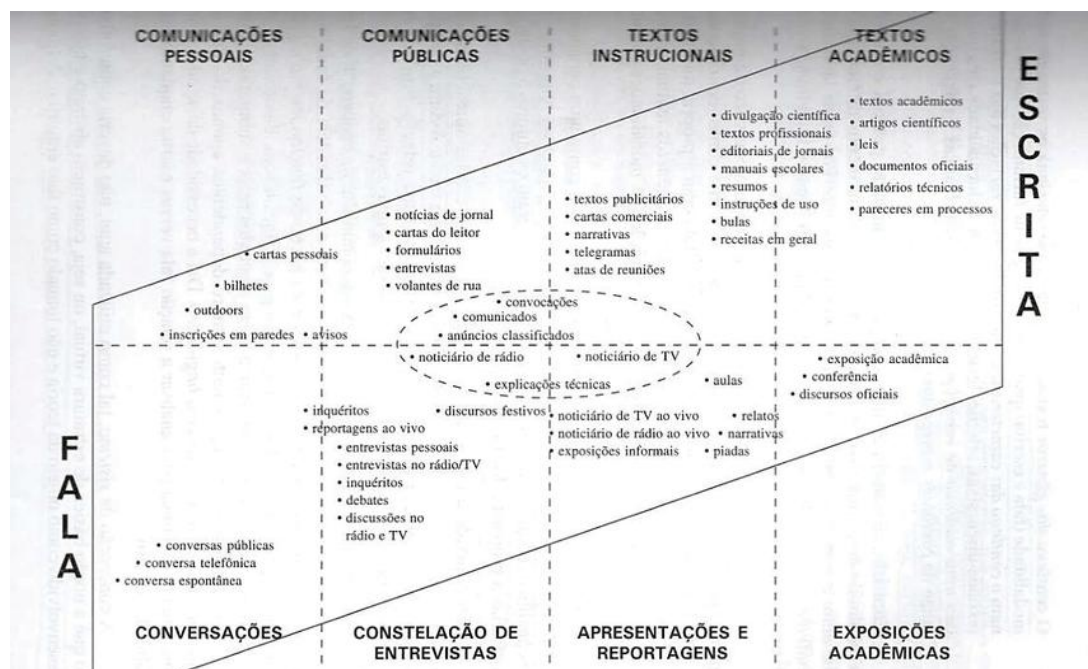 COMUNICAÇÕES
PESSOAIS
COMUNICAÇÕES
PÚBLICAS
TEXTOS
INSTRUCIONAIS
TEXTOS
ACADÊMICOS
E
S
C
R
I
T
A
• cartas pessoais
• bilhetes
• outdoors
• inscrições em paredes
• avisos
• notícias de jornal
• cartas do leitor
• formulários
• entrevistas
• volantes de rua
• textos publicitários
• cartas comerciais
• narrativas
• telegramas
• atas de reuniões
• divulgação científica
• textos profissionais
• editoriais de jornais
• manuais escolares
• resumos
• instruções de uso
• bulas
• receitas em geral
• textos acadêmicos
• artigos científicos
• leis
• documentos oficiais
• relatórios técnicos
• pareceres em processos
• convocações
• comunicados
• anúncios classificados
• noticiário de rádio
• noticiário de TV
• explicações técnicas
F
A
L
A
• inquéritos
• reportagens ao vivo
• entrevistas pessoais
• entrevistas no rádio/TV
• inquéritos
• debates
• discussões no
rádio e TV
• discursos festivos
• noticiário de TV ao vivo
• noticiário de rádio ao vivo
• exposições informais
• aulas
• relatos
• narrativas
• piadas
• exposição acadêmica
• conferência
• discursos oficiais
• conversas públicas
• conversa telefônica
• conversa espontânea
CONVERSAÇÕES
CONSTELAÇÃO DE
ENTREVISTAS
APRESENTAÇÕES E
REPORTAGENS
EXPOSIÇÕES
ACADÊMICAS